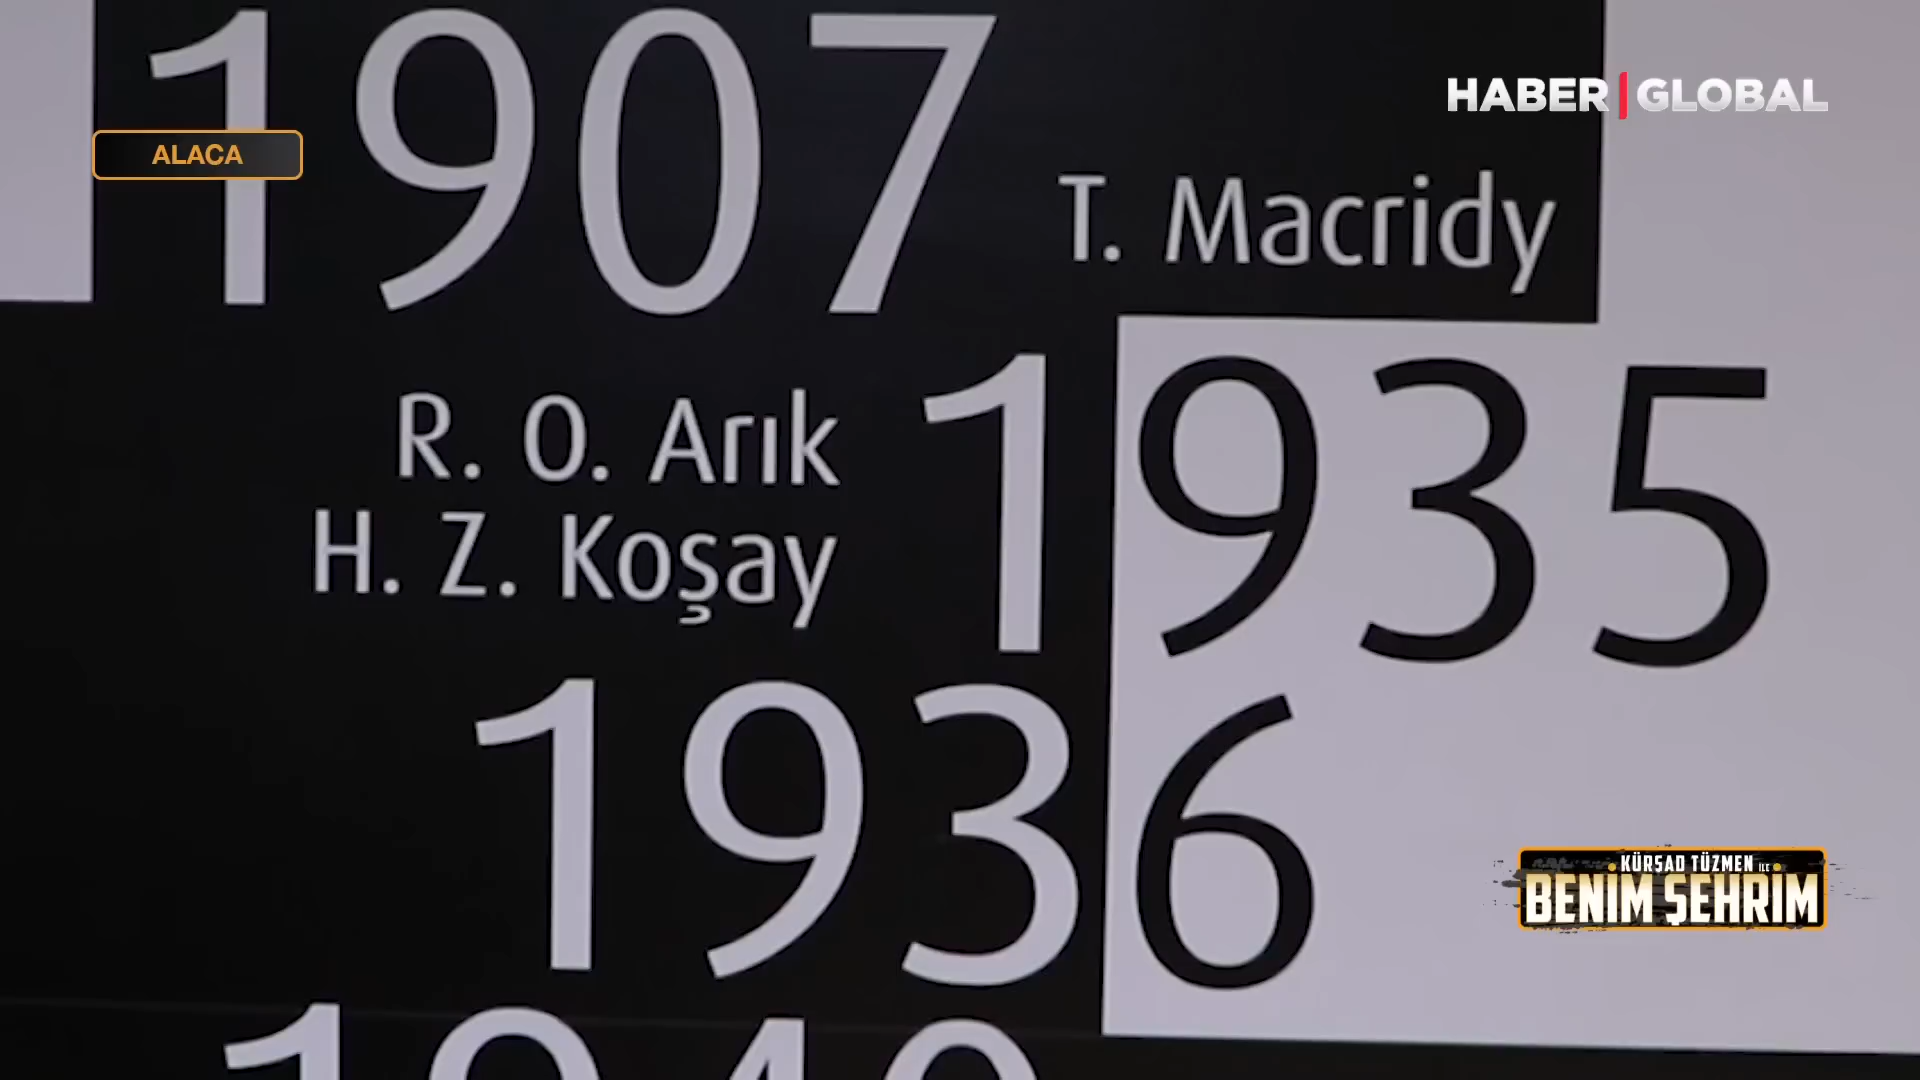 1907
HABER GLOBAL
ALACA
T. Macridy
R. O. Arık
1935
H. Z. Koşay
1936
KÜRŞAD TÜZMEN İLE
BENİM ŞEHRİM